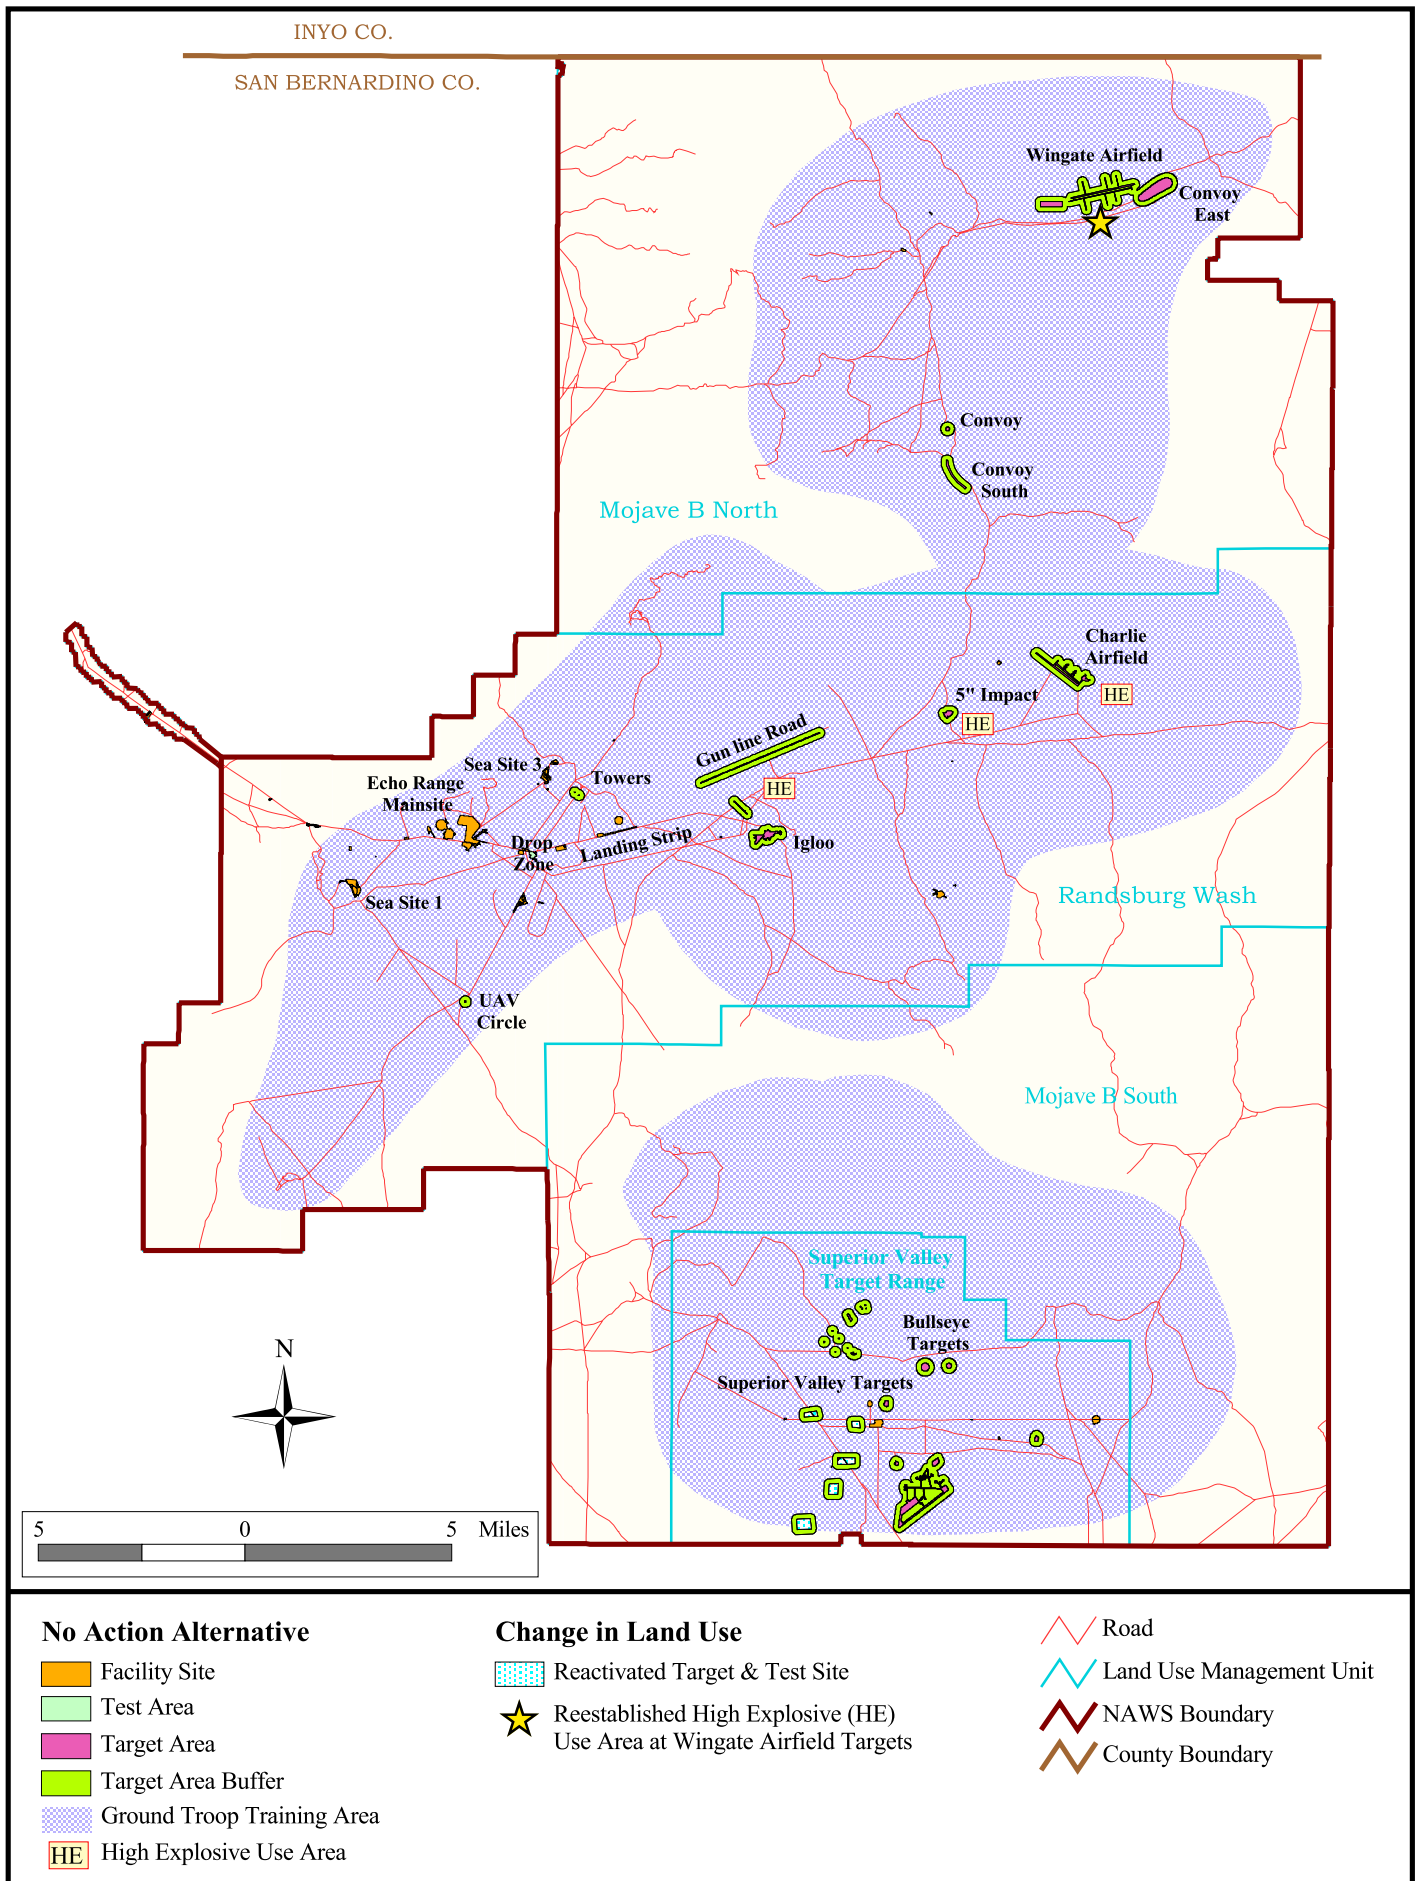 INYO CO.
SAN BERNARDINO CO.
Wingate Airfield
Convoy
East
Convoy
Convoy
South
Mojave B North
Charlie
Airfield
HE
5" Impact
HE
Gun line Road
Sea Site 3
Towers
HE
Echo Range
Mainsite
Drop
Zone
Landing Strip
Igloo
Sea Site 1
Randsburg Wash
UAV
Circle
Mojave B South
Superior Valley
Target Range
Bullseye
Targets
Superior Valley Targets
N
5 0 5 Miles
No Action Alternative
Facility Site
Test Area
Target Area
Target Area Buffer
Ground Troop Training Area
HE High Explosive Use Area
Change in Land Use
Reactivated Target & Test Site
Reestablished High Explosive (HE)
Use Area at Wingate Airfield Targets
Road
Land Use Management Unit
NAWS Boundary
County Boundary